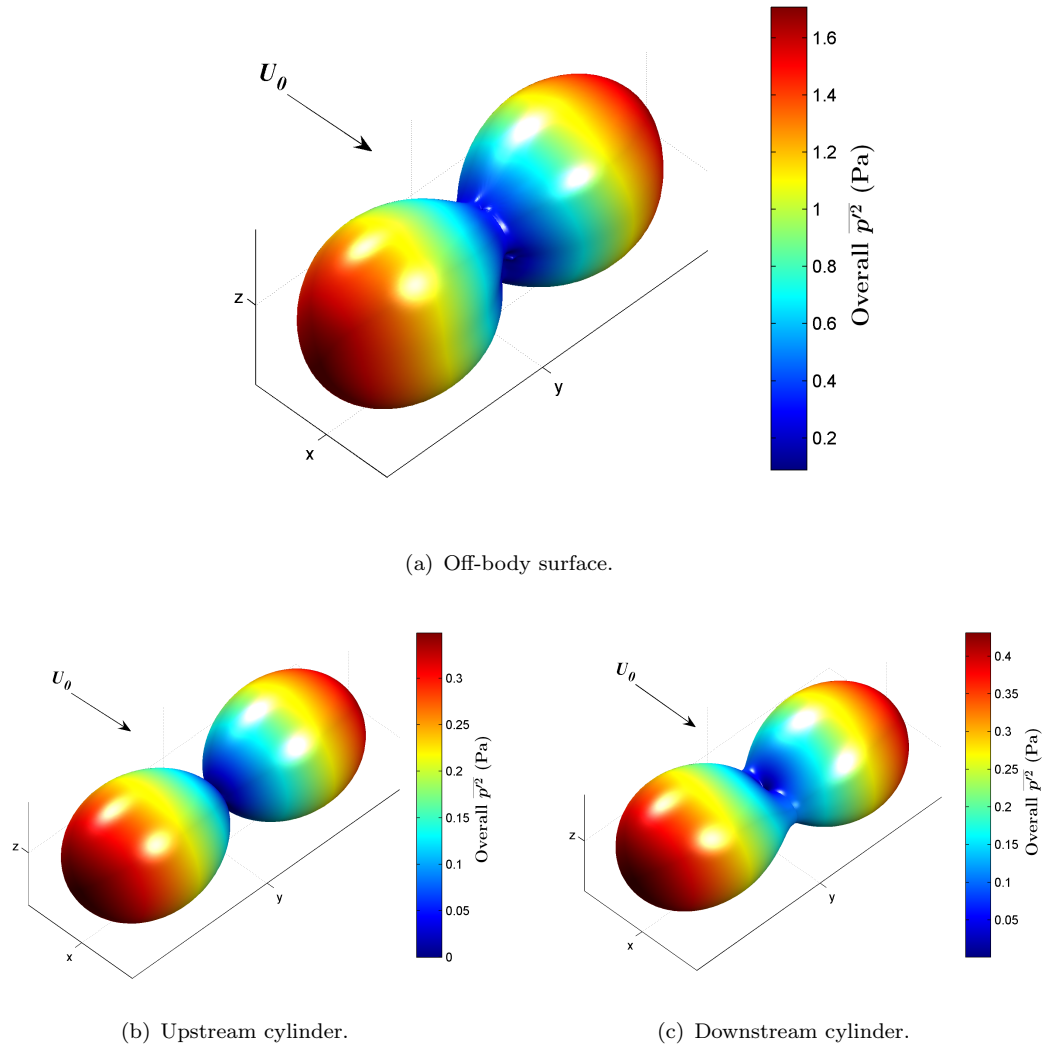 U₀
1.6
1.4
1.2
1
0.8
0.6
0.4
0.2
Overall p′² (Pa)
z
y
x
(a) Off-body surface.
U₀
0.3
0.25
0.2
0.15
0.1
0.05
0
Overall p′² (Pa)
z
y
x
U₀
0.4
0.35
0.3
0.25
0.2
0.15
0.1
0.05
Overall p′² (Pa)
z
y
x
(b) Upstream cylinder.
(c) Downstream cylinder.